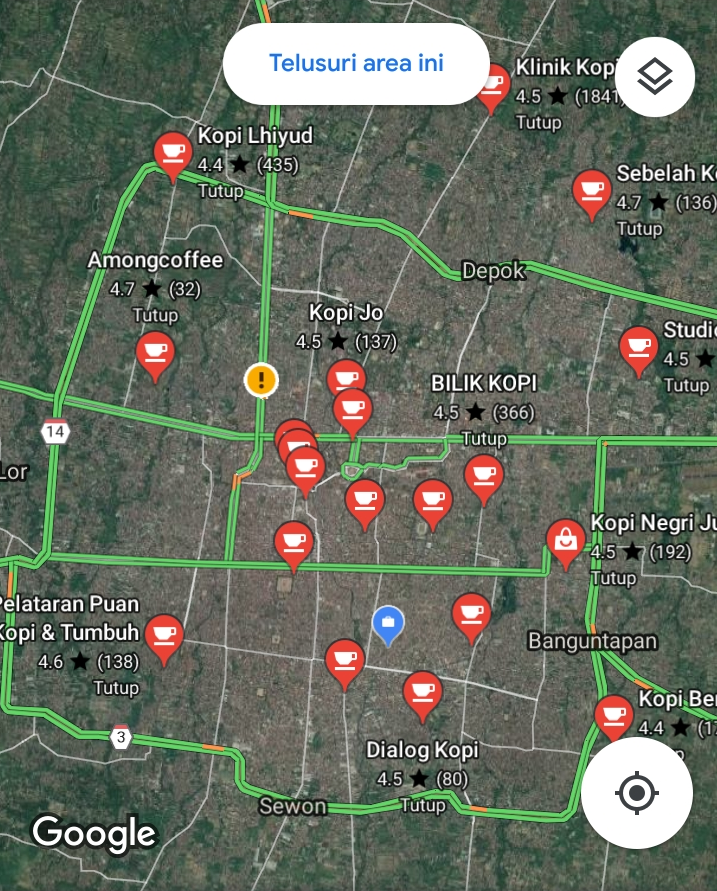 Telusuri area ini
Klinik Kopi
4.5 ★ (1841)
Tutup
Kopi Lhiyud
4.4 ★ (435)
Tutup
Sebelah
4.7 ★ (136)
Tutup
Amongcoffee
4.7 ★ (32)
Tutup
Depok
Kopi Jo
4.5 ★ (137)
4.5 ★
Tutup
BILIK KOPI
4.5 ★ (366)
Tutup
14
Lor
Kopi Negri
4.5 ★ (192)
Tutup
Pelataran Puan
Kopi & Tumbuh
4.6 ★ (138)
Tutup
Banguntapan
Kopi
4.4 ★
3
Dialog Kopi
4.5 ★ (80)
Tutup
Sewon
Google